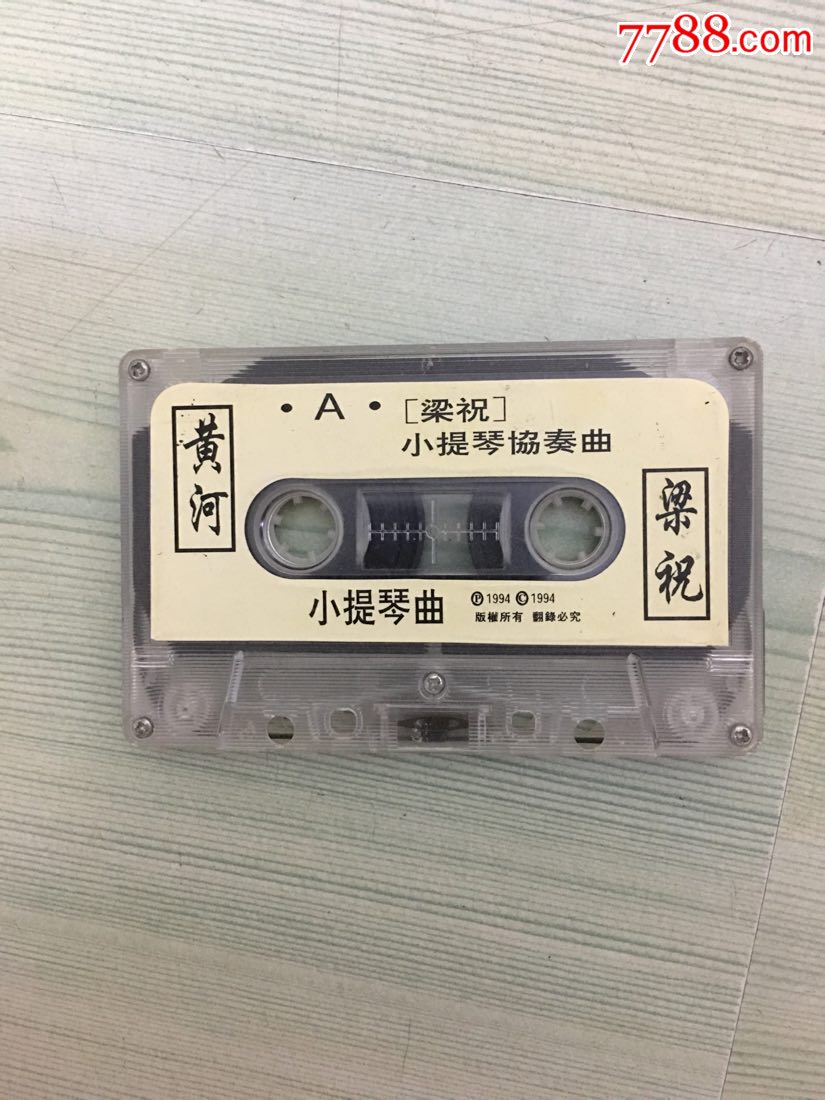 7788.com
• A • [梁祝]
小提琴協奏曲
黄河
梁祝
小提琴曲
Ⓟ 1994 Ⓒ 1994
版權所有 翻錄必究